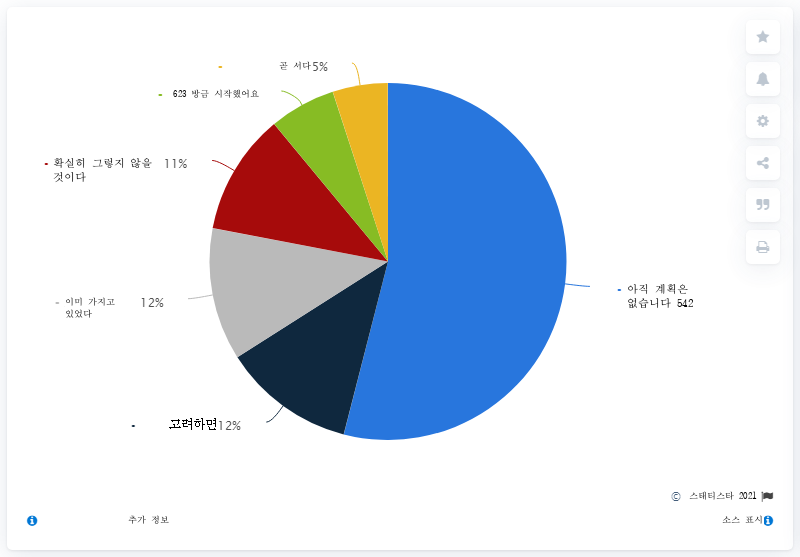 곧 서다5%
623 방금 시작했어요
확실히 그렇지 않을 11%
것이다
아직 계획은
없습니다 542
이미 가지고 12%
있었다
고려하면12%
© 스태티스타 2021
추가 정보
소스 표시